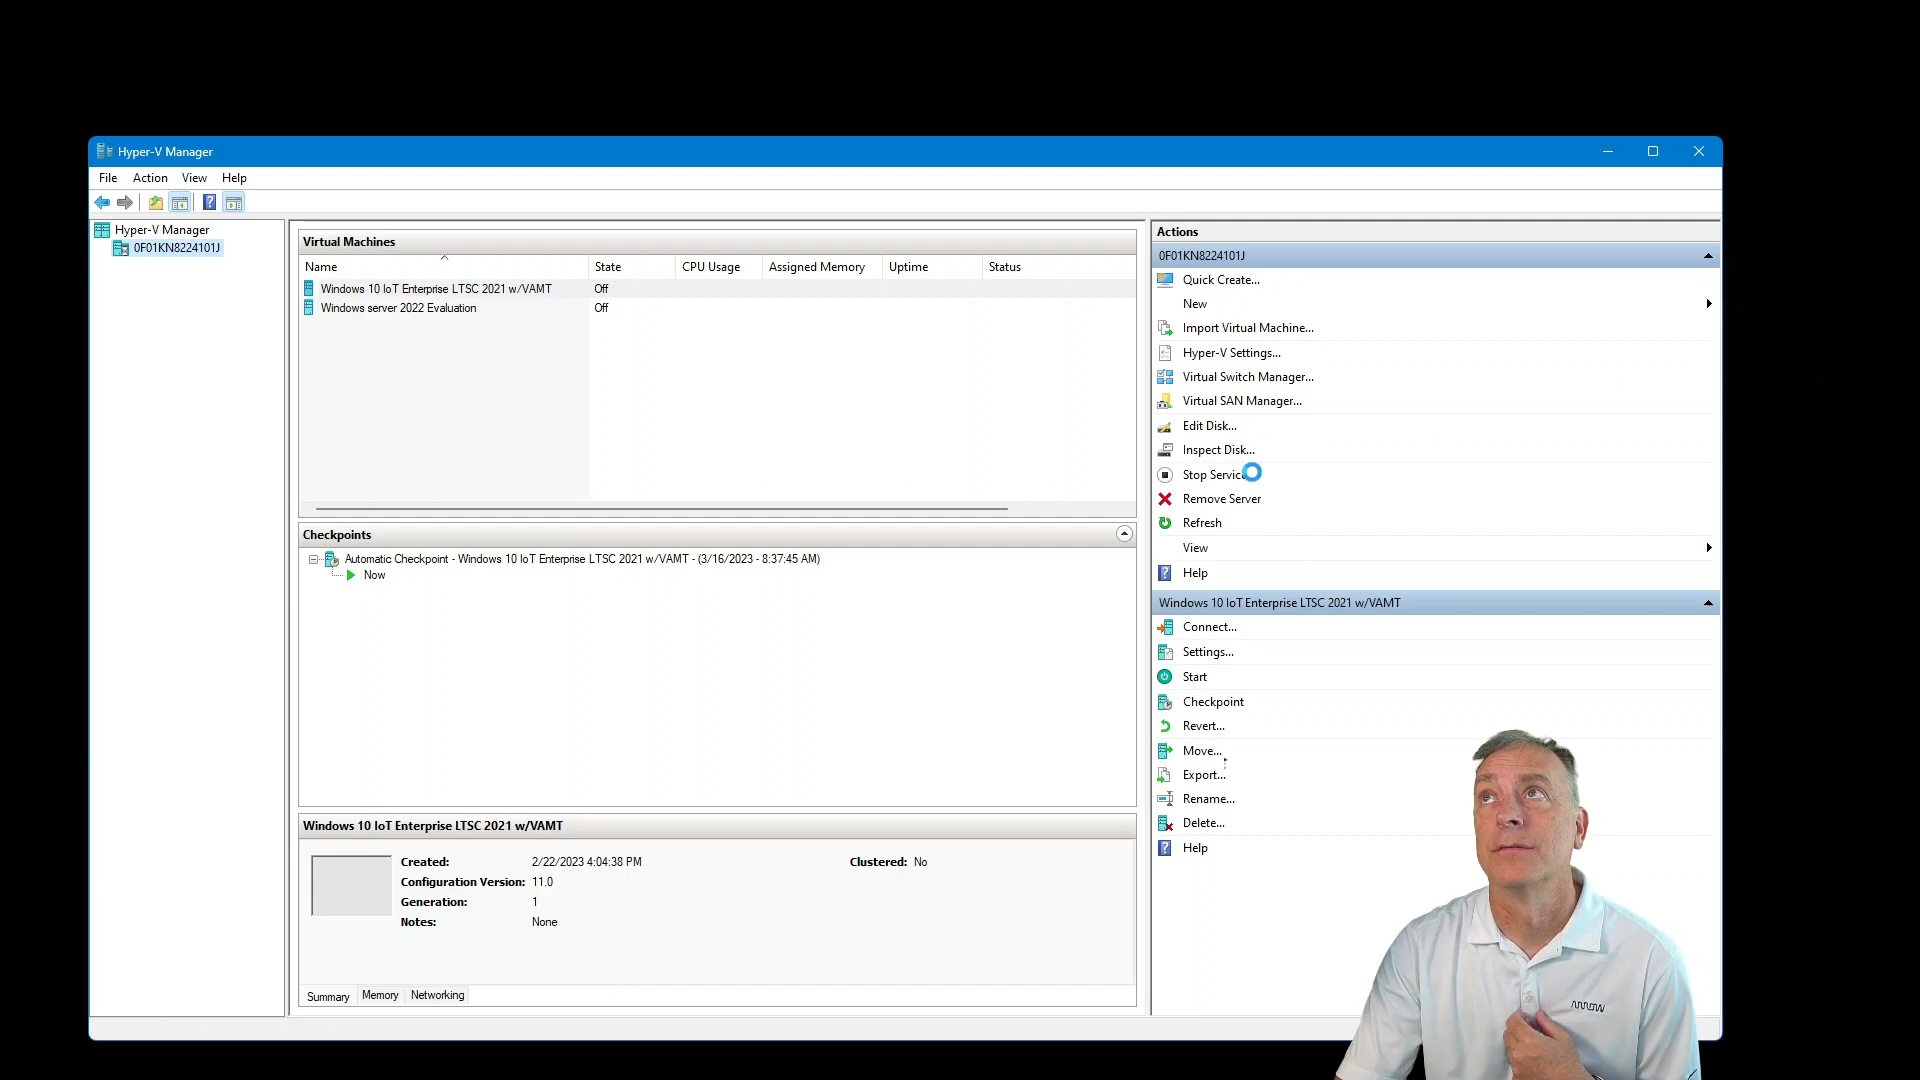 Hyper-V Manager
File Action View Help
Hyper-V Manager
0F01KN8224101J
Virtual Machines
Name State CPU Usage Assigned Memory Uptime Status
Windows 10 IoT Enterprise LTSC 2021 w/VAMT Off
Windows server 2022 Evaluation Off
Checkpoints
Automatic Checkpoint - Windows 10 IoT Enterprise LTSC 2021 w/VAMT - (3/16/2023 - 8:37:45 AM)
Now
Windows 10 IoT Enterprise LTSC 2021 w/VAMT
Created: 2/22/2023 4:04:38 PM Clustered: No
Configuration Version: 11.0
Generation: 1
Notes: None
Summary Memory Networking
Actions
0F01KN8224101J
Quick Create...
New
Import Virtual Machine...
Hyper-V Settings...
Virtual Switch Manager...
Virtual SAN Manager...
Edit Disk...
Inspect Disk...
Stop Servic
Remove Server
Refresh
View
Help
Windows 10 IoT Enterprise LTSC 2021 w/VAMT
Connect...
Settings...
Start
Checkpoint
Revert...
Move...
Export...
Rename...
Delete...
Help
ARROW